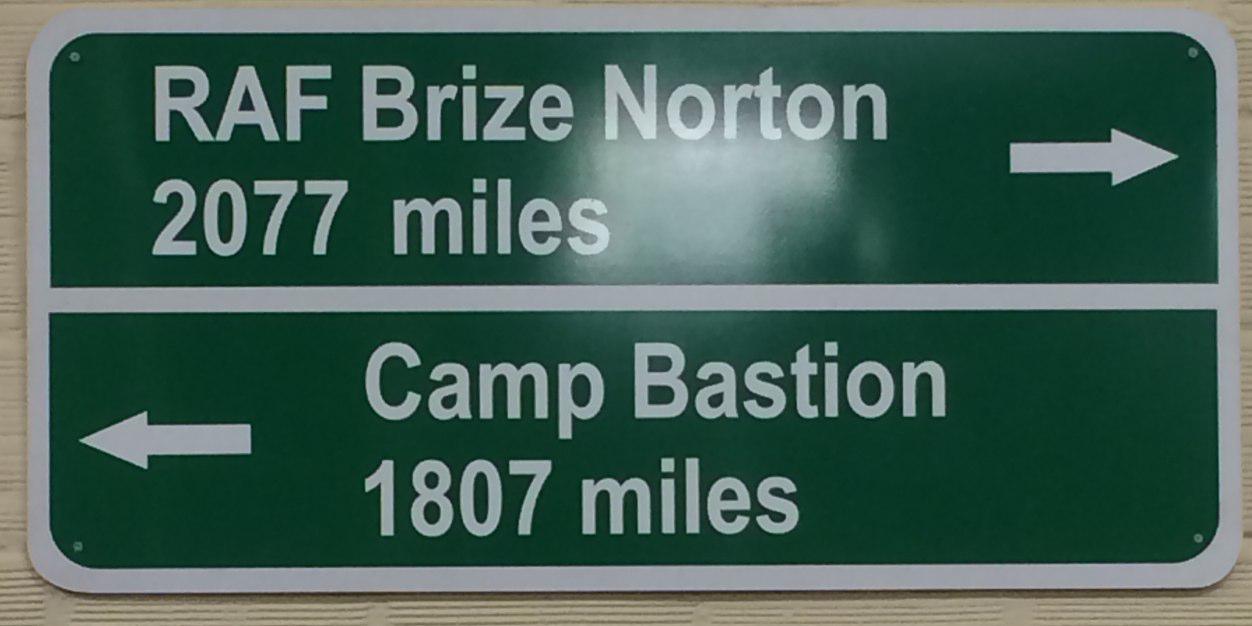 RAF Brize Norton
2077 miles
Camp Bastion
1807 miles